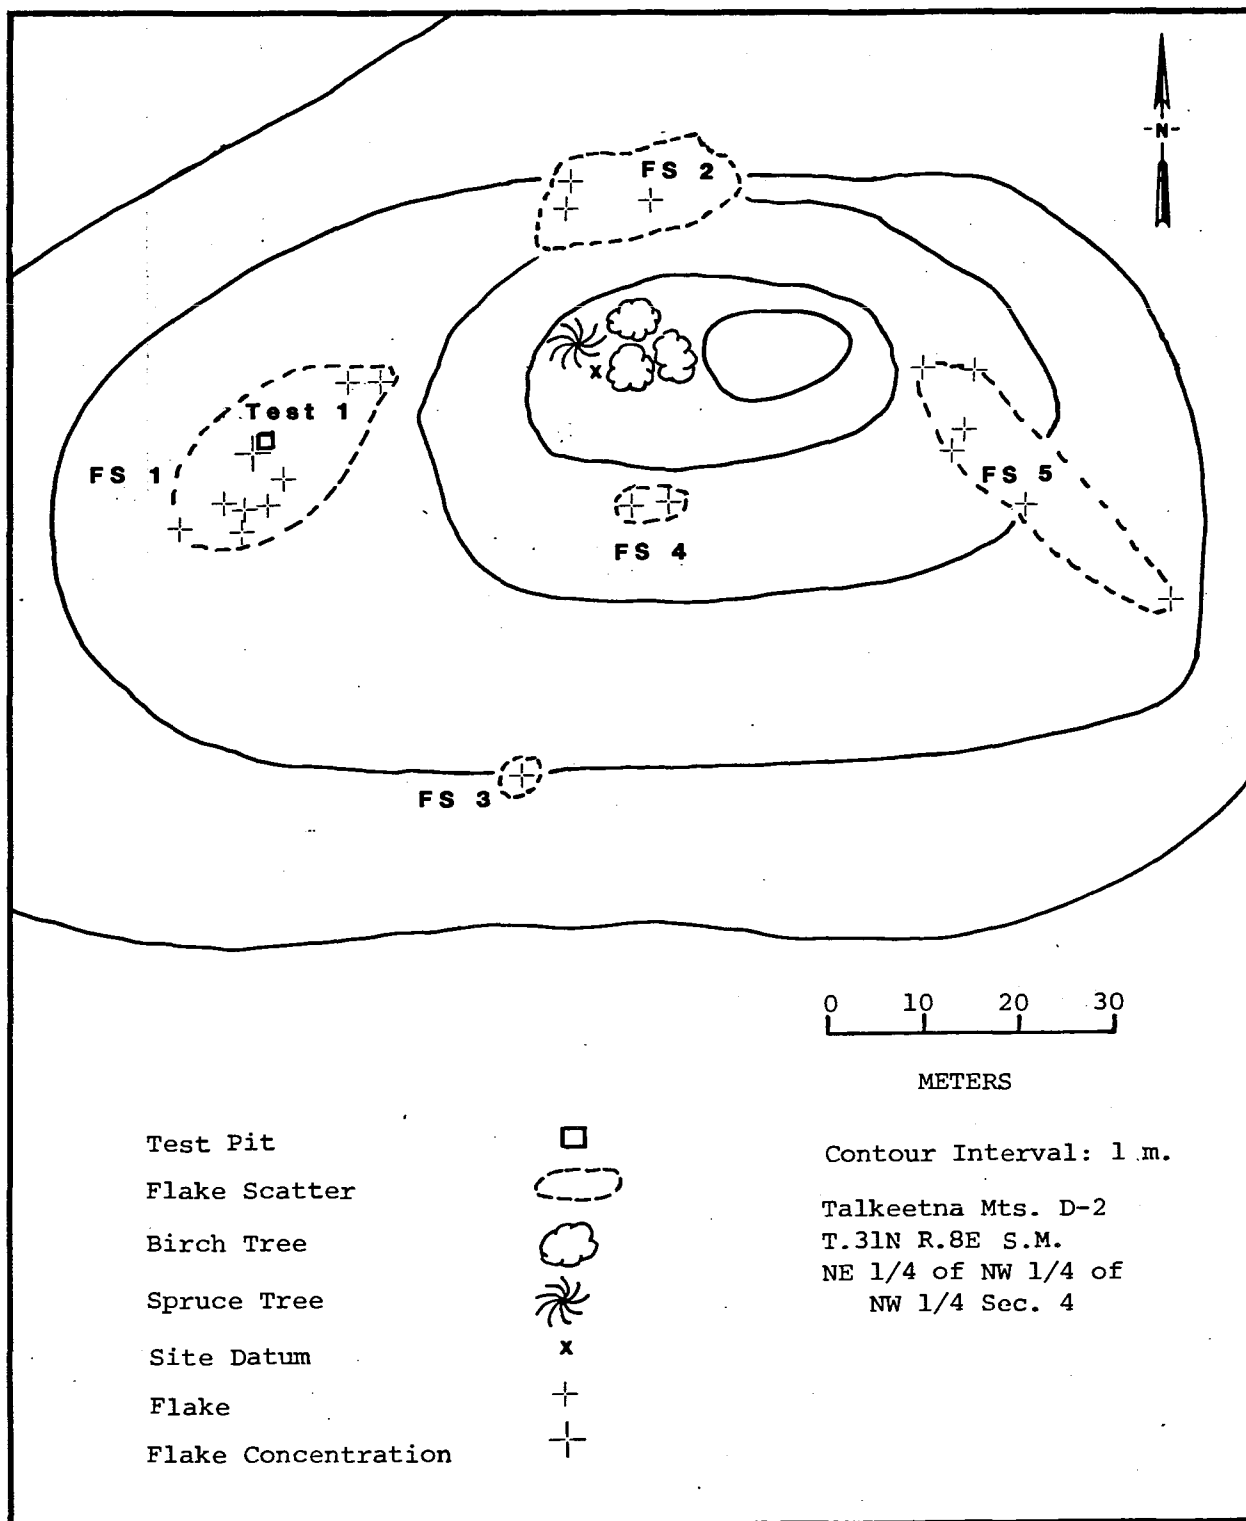 N
FS 2
Test 1
FS 1
FS 5
FS 4
FS 3
0 10 20 30
METERS
Test Pit
Flake Scatter
Birch Tree
Spruce Tree
Site Datum
x
Flake
Flake Concentration
Contour Interval: 1 m.
Talkeetna Mts. D-2
T.31N R.8E S.M.
NE 1/4 of NW 1/4 of
NW 1/4 Sec. 4